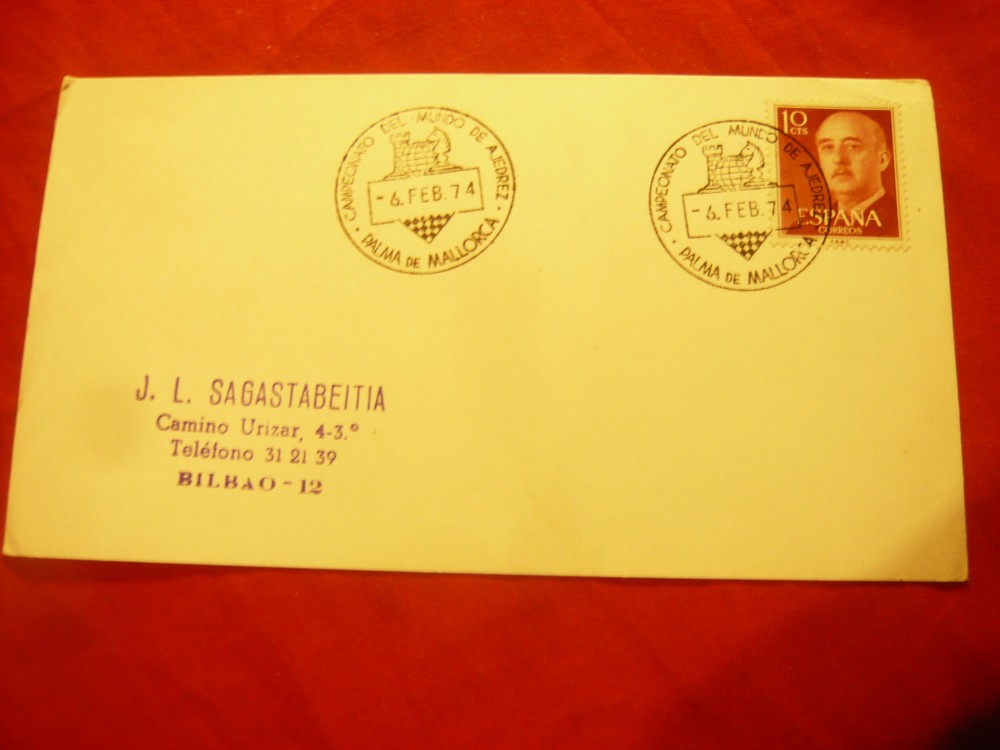 · CAMPEONATO DEL MUNDO DE AJEDREZ ·
- 6. FEB. 74
PALMA DE MALLORCA
· CAMPEONATO DEL MUNDO DE AJEDREZ ·
- 6. FEB. 74
PALMA DE MALLORCA
10
CTS
ESPAÑA
CORREOS
J. L. SAGASTABEITIA
Camino Urizar, 4-3.º
Teléfono 31 21 39
BILBAO - 12